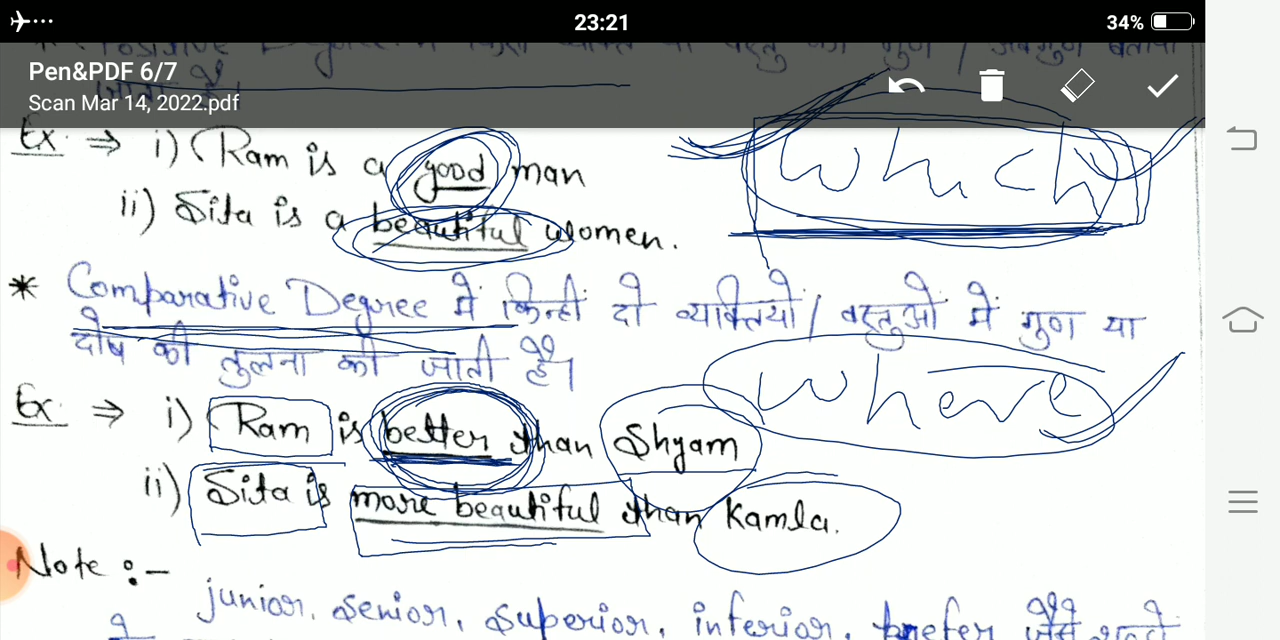 23:21
34%
Pen&PDF 6/7
Scan Mar 14, 2022.pdf
Ex. ⇒ i) Ram is a good man
which
ii) Sita is a beautiful women.
* Comparative Degree में किन्हीं दो व्यक्तियों / वस्तुओं में गुण या
दोष की तुलना की जाती है।
where
Ex. ⇒ i) Ram is better than Shyam
ii) Sita is more beautiful than Kamla.
Note :-
junior, senior, superior, inferior, prefer जैसे